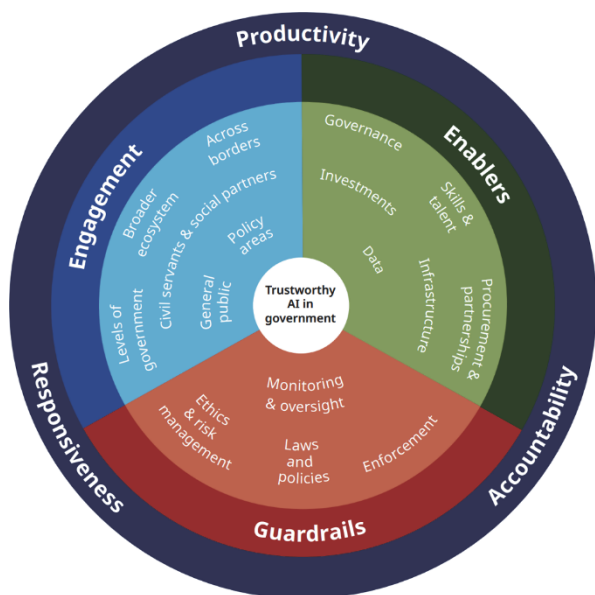 Productivity
Engagement
Across
borders
Broader
ecosystem
Civil servants & social partners
Policy
areas
Levels of
government
General
public
Enablers
Governance
Investments
Skills &
talent
Data
Infrastructure
Procurement &
partnerships
Trustworthy
AI in
government
Monitoring
& oversight
Ethics
& risk
management
Laws
and
policies
Enforcement
Guardrails
Responsiveness
Accountability